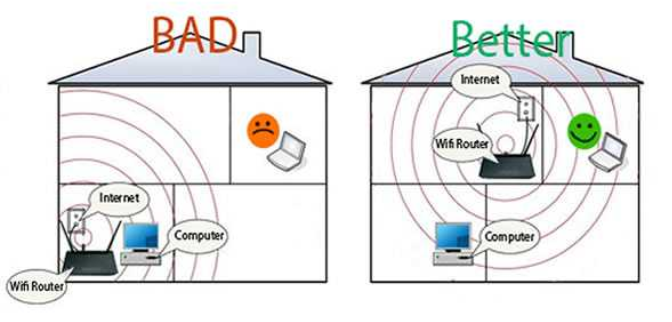 BAD
Internet
Computer
Wifi Router
Better
Internet
Wifi Router
Computer